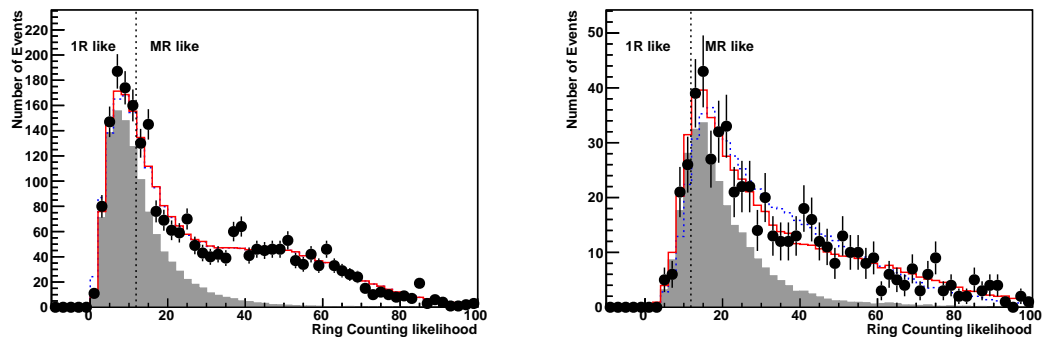 Number of Events
220
200
180
160
140
120
100
80
60
40
20
0
1R like
MR like
0 20 40 60 80 100
Ring Counting likelihood
Number of Events
50
40
30
20
10
0
1R like
MR like
0 20 40 60 80 100
Ring Counting likelihood